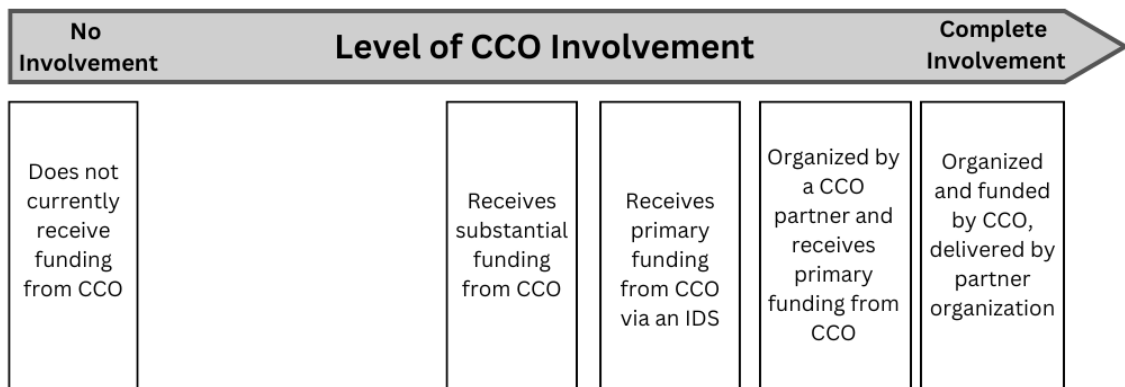 No
Involvement
Level of CCO Involvement
Complete
Involvement
Does not
currently
receive
funding
from CCO
Receives
substantial
funding
from CCO
Receives
primary
funding
from CCO
via an IDS
Organized by
a CCO
partner and
receives
primary
funding from
CCO
Organized
and funded
by CCO,
delivered by
partner
organization